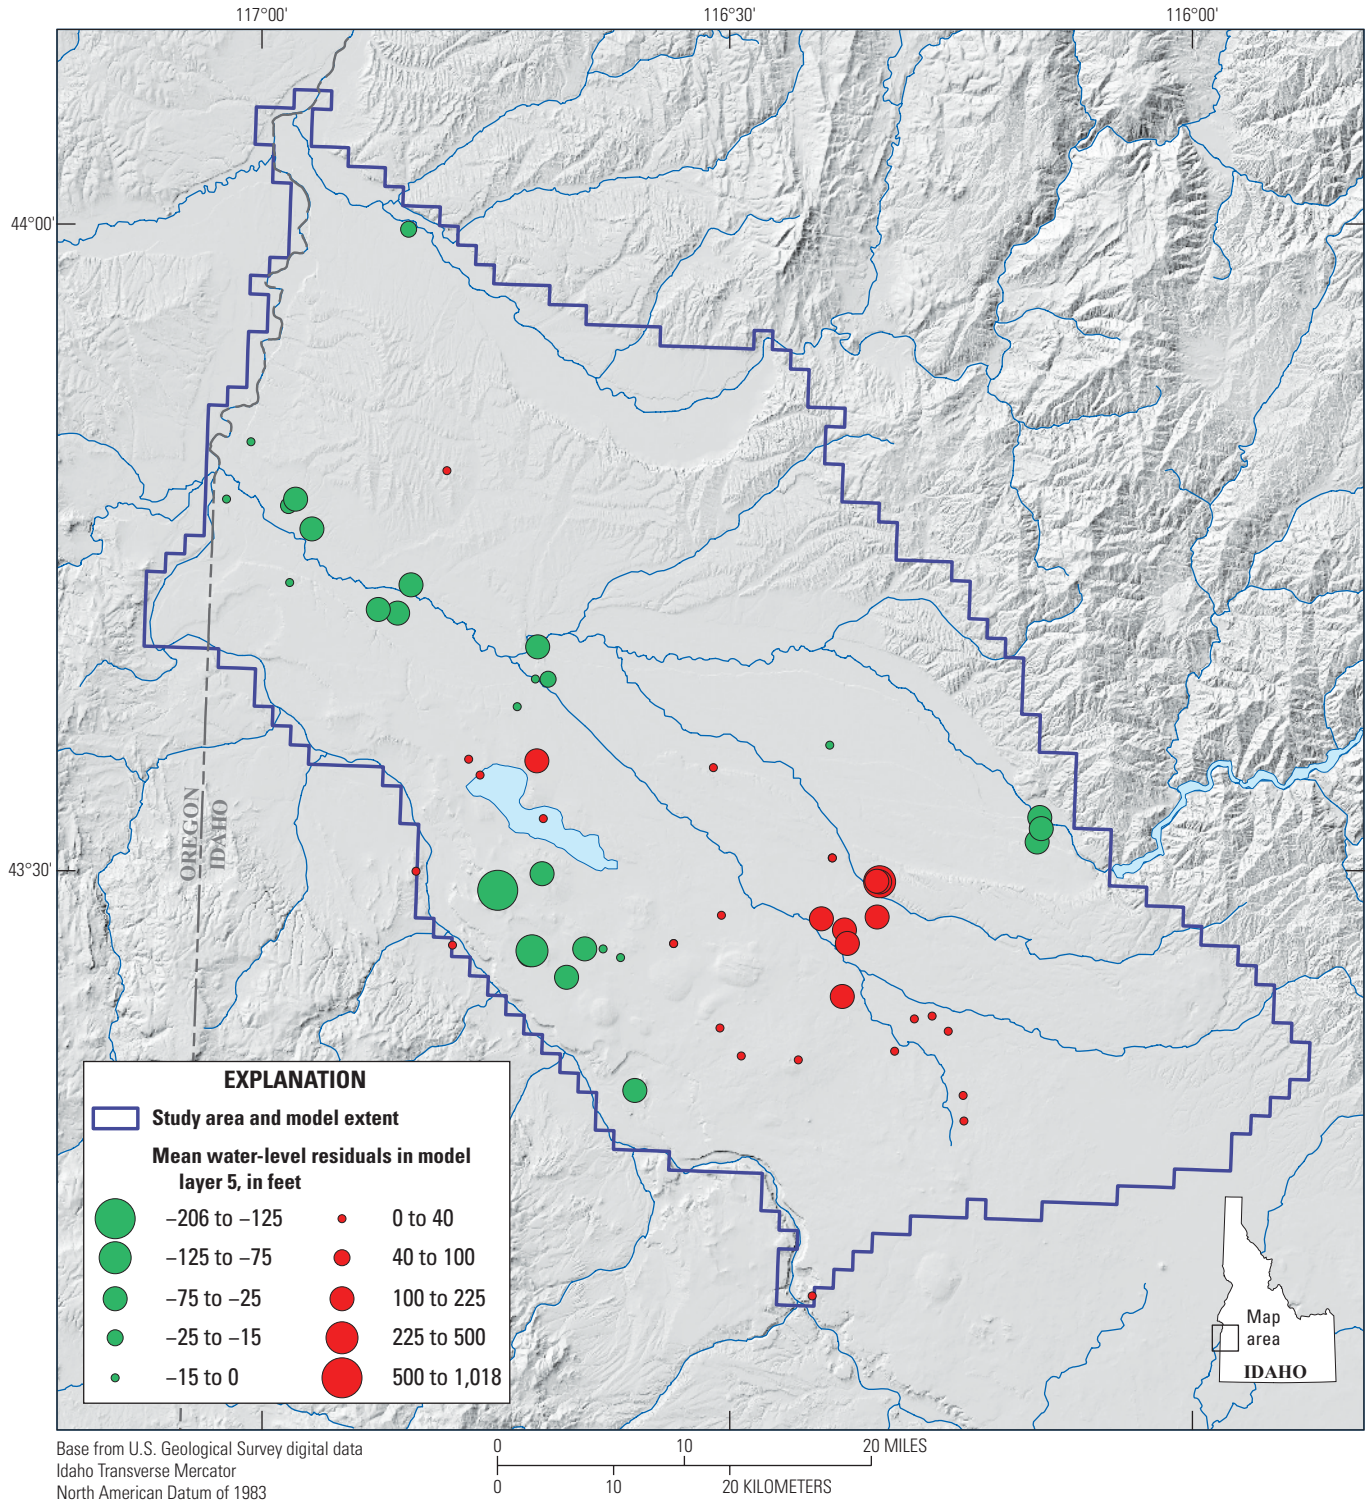 117°00'
116°30'
116°00'
44°00'
43°30'
OREGON
IDAHO
EXPLANATION
Study area and model extent
Mean water-level residuals in model
layer 5, in feet
−206 to −125
−125 to −75
−75 to −25
−25 to −15
−15 to 0
0 to 40
40 to 100
100 to 225
225 to 500
500 to 1,018
Map
area
IDAHO
Base from U.S. Geological Survey digital data
Idaho Transverse Mercator
North American Datum of 1983
0 10 20 MILES
0 10 20 KILOMETERS